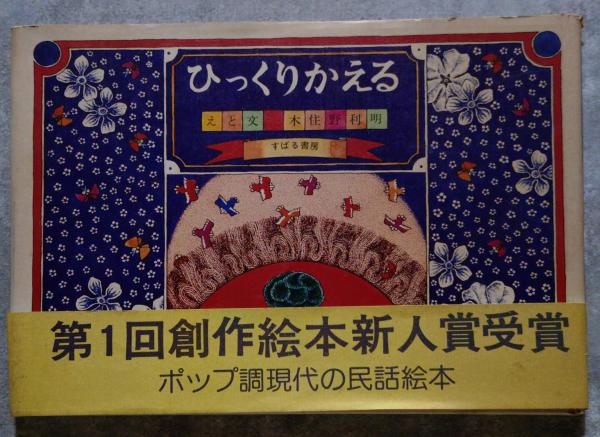 ひっくりかえる
えと文 木住野利明
すばる書房
第1回創作絵本新人賞受賞
ポップ調現代の民話絵本